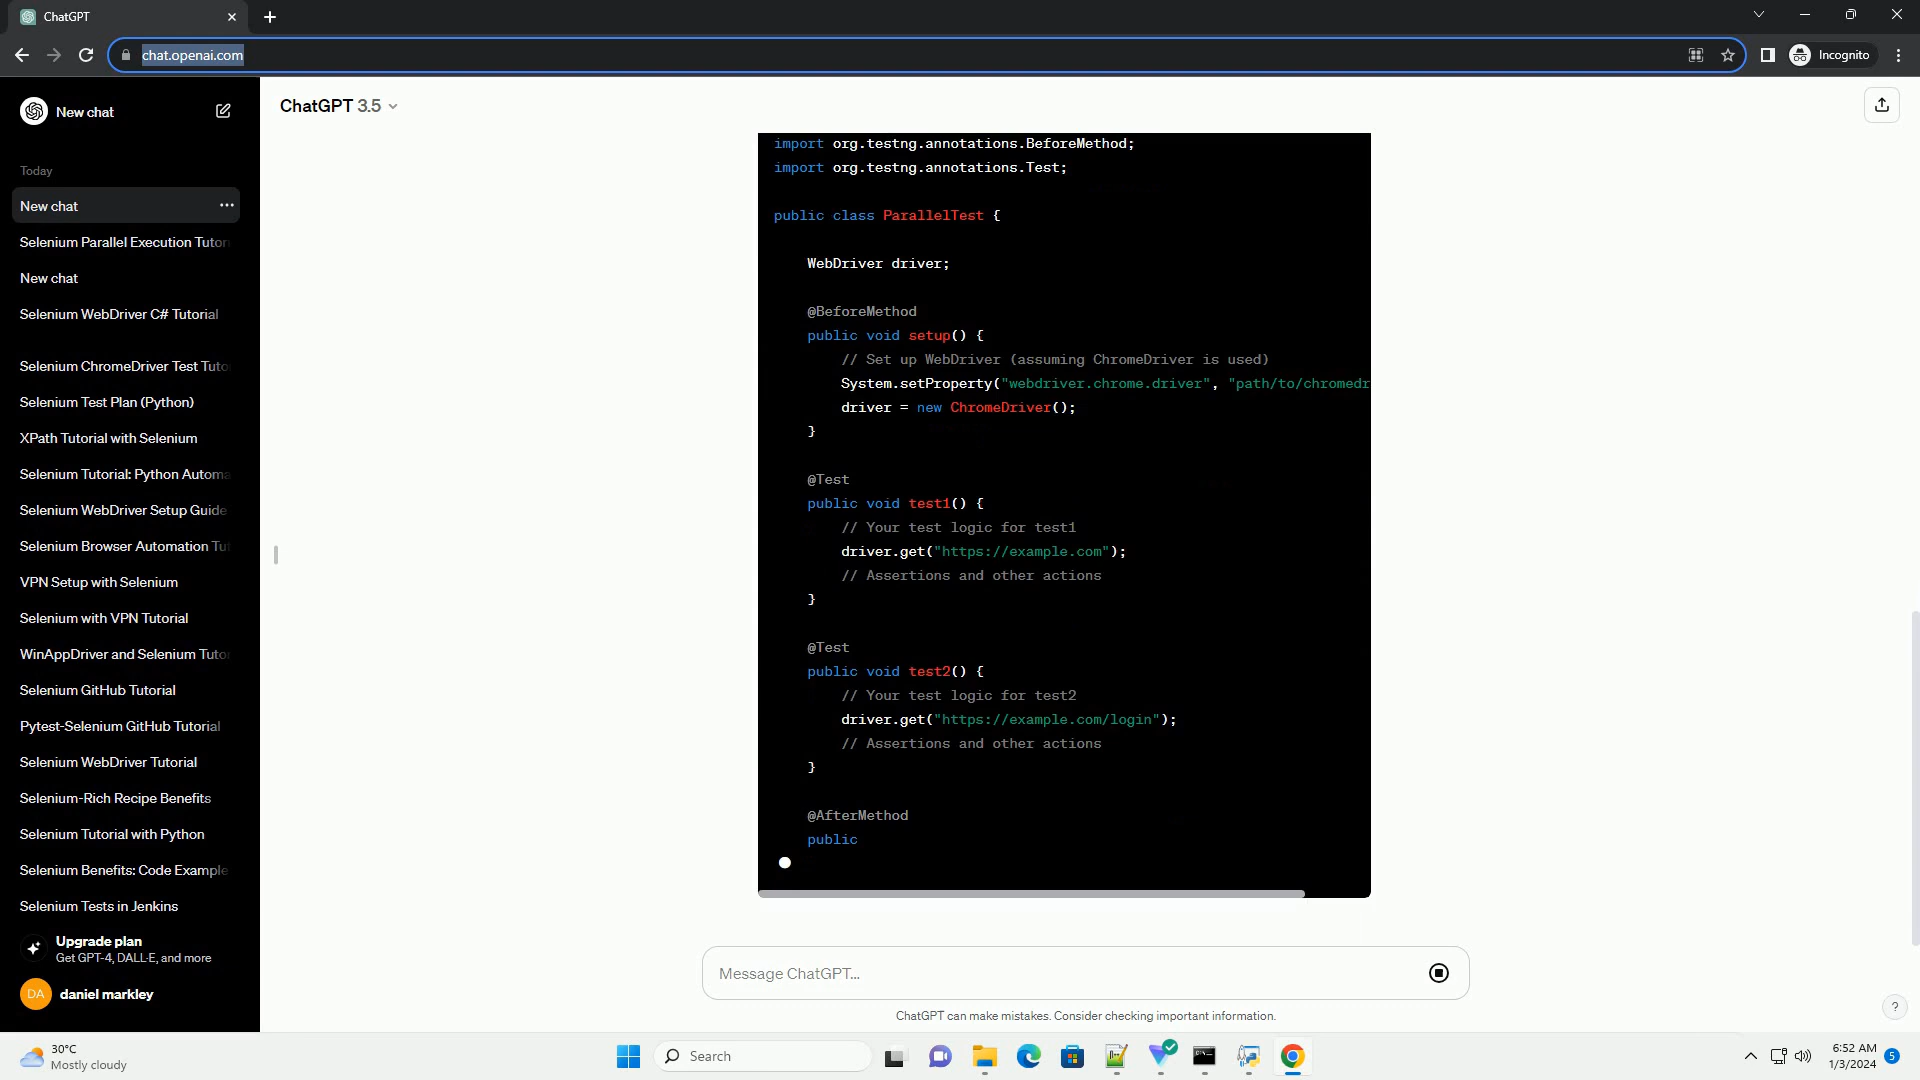 ChatGPT
chat.openai.com
Incognito
New chat
Today
New chat
Selenium Parallel Execution Tutor
New chat
Selenium WebDriver C# Tutorial
Selenium ChromeDriver Test Tuto
Selenium Test Plan (Python)
XPath Tutorial with Selenium
Selenium Tutorial: Python Automa
Selenium WebDriver Setup Guide
Selenium Browser Automation Tut
VPN Setup with Selenium
Selenium with VPN Tutorial
WinAppDriver and Selenium Tutor
Selenium GitHub Tutorial
Pytest-Selenium GitHub Tutorial
Selenium WebDriver Tutorial
Selenium-Rich Recipe Benefits
Selenium Tutorial with Python
Selenium Benefits: Code Example
Selenium Tests in Jenkins
Upgrade plan
Get GPT-4, DALL·E, and more
DA daniel markley
ChatGPT 3.5
import org.testng.annotations.BeforeMethod;
import org.testng.annotations.Test;
public class ParallelTest {
WebDriver driver;
@BeforeMethod
public void setup() {
// Set up WebDriver (assuming ChromeDriver is used)
System.setProperty("webdriver.chrome.driver", "path/to/chromedr
driver = new ChromeDriver();
}
@Test
public void test1() {
// Your test logic for test1
driver.get("https://example.com");
// Assertions and other actions
}
@Test
public void test2() {
// Your test logic for test2
driver.get("https://example.com/login");
// Assertions and other actions
}
@AfterMethod
public
Message ChatGPT...
ChatGPT can make mistakes. Consider checking important information.
?
30°C
Mostly cloudy
Search
6:52 AM
1/3/2024
5